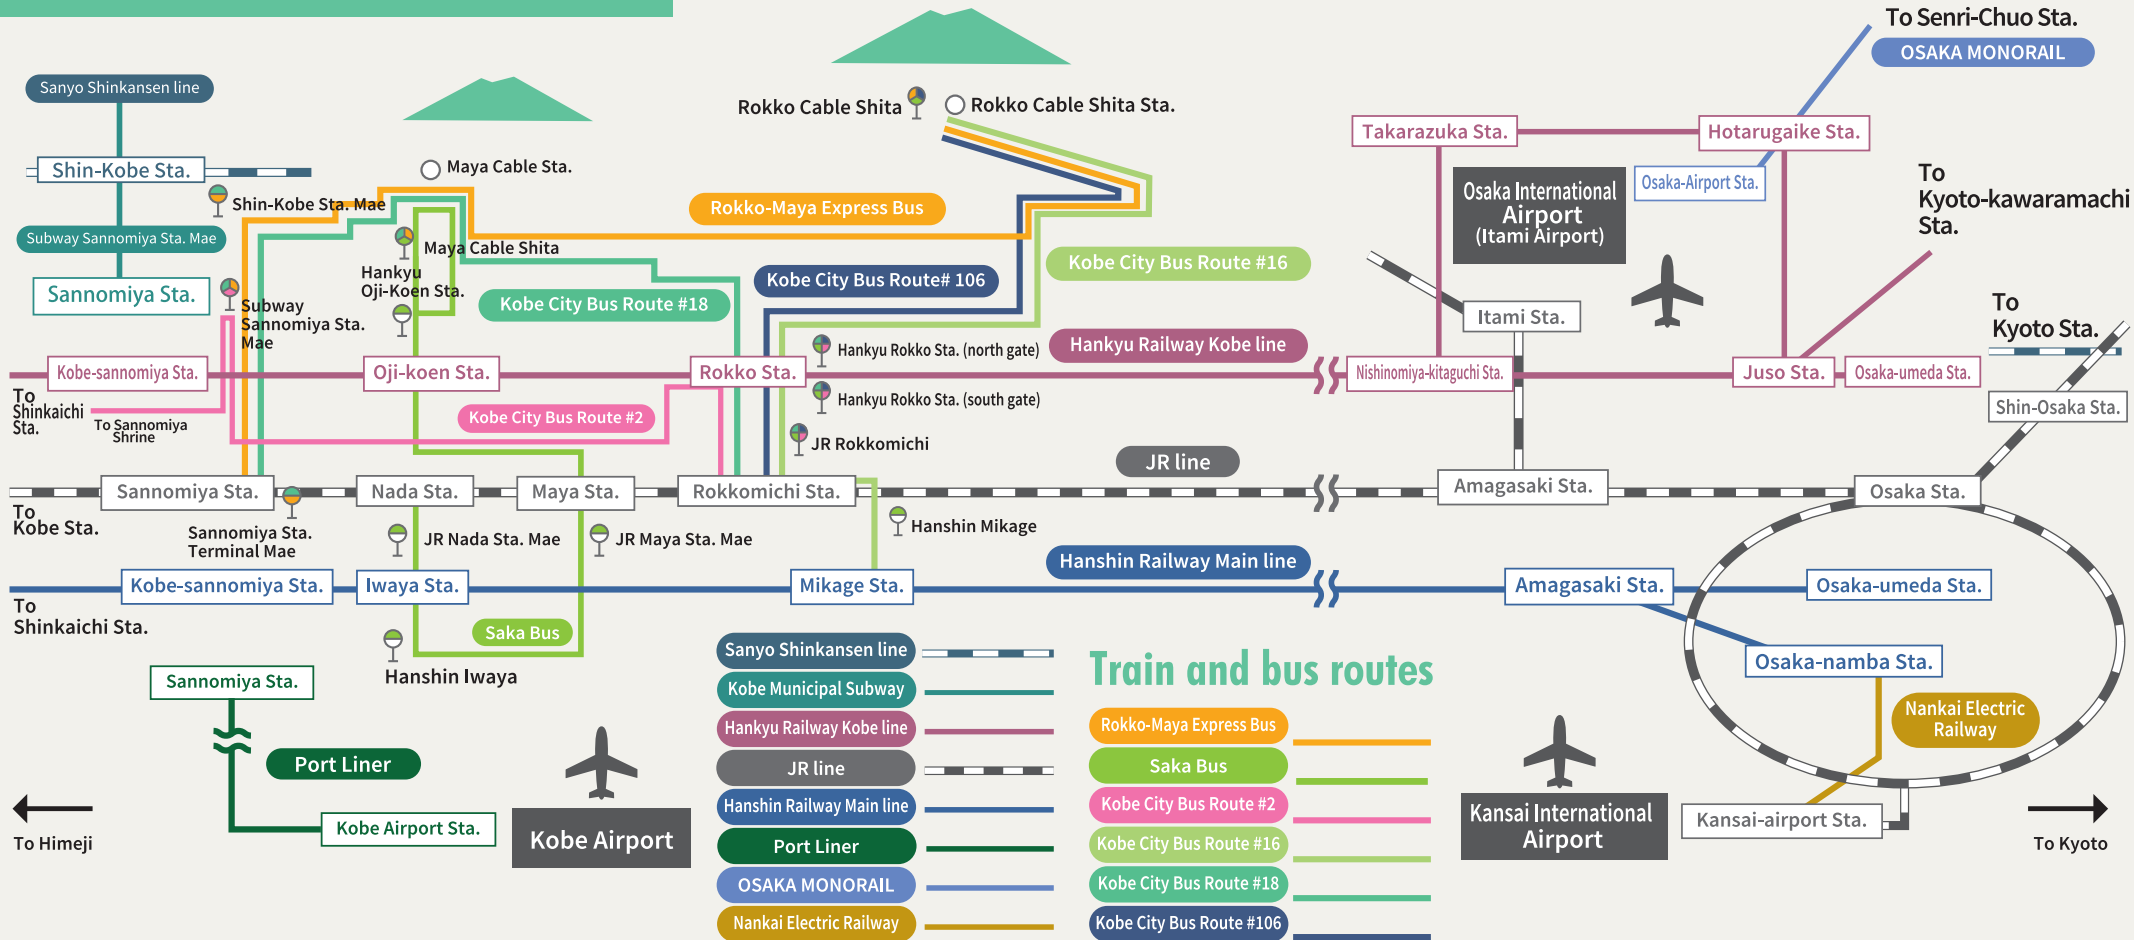 To Senri-Chuo Sta.
OSAKA MONORAIL
Sanyo Shinkansen line
Rokko Cable Shita
Rokko Cable Shita Sta.
Takarazuka Sta.
Hotarugaike Sta.
Shin-Kobe Sta.
Maya Cable Sta.
Osaka International
Airport
(Itami Airport)
Osaka-Airport Sta.
To
Kyoto-kawaramachi
Sta.
Shin-Kobe Sta. Mae
Rokko-Maya Express Bus
Subway Sannomiya Sta. Mae
Maya Cable Shita
Kobe City Bus Route #16
Hankyu
Oji-Koen Sta.
Kobe City Bus Route# 106
Sannomiya Sta.
Kobe City Bus Route #18
Subway
Sannomiya Sta.
Mae
Itami Sta.
To
Kyoto Sta.
Hankyu Rokko Sta. (north gate)
Hankyu Railway Kobe line
Kobe-sannomiya Sta.
Oji-koen Sta.
Rokko Sta.
Nishinomiya-kitaguchi Sta.
Juso Sta.
Osaka-umeda Sta.
To
Shinkaichi
Sta.
To Sannomiya
Shrine
Kobe City Bus Route #2
Hankyu Rokko Sta. (south gate)
Shin-Osaka Sta.
JR Rokkomichi
JR line
Sannomiya Sta.
Nada Sta.
Maya Sta.
Rokkomichi Sta.
Amagasaki Sta.
Osaka Sta.
To
Kobe Sta.
Sannomiya Sta.
Terminal Mae
JR Nada Sta. Mae
JR Maya Sta. Mae
Hanshin Mikage
Hanshin Railway Main line
Kobe-sannomiya Sta.
Iwaya Sta.
Mikage Sta.
Amagasaki Sta.
Osaka-umeda Sta.
To
Shinkaichi Sta.
Saka Bus
Hanshin Iwaya
Osaka-namba Sta.
Sannomiya Sta.
Nankai Electric
Railway
Port Liner
Kobe Airport Sta.
Kobe Airport
Kansai International
Airport
Kansai-airport Sta.
To Himeji
To Kyoto
Sanyo Shinkansen line
Kobe Municipal Subway
Hankyu Railway Kobe line
JR line
Hanshin Railway Main line
Port Liner
OSAKA MONORAIL
Nankai Electric Railway
Train and bus routes
Rokko-Maya Express Bus
Saka Bus
Kobe City Bus Route #2
Kobe City Bus Route #16
Kobe City Bus Route #18
Kobe City Bus Route #106